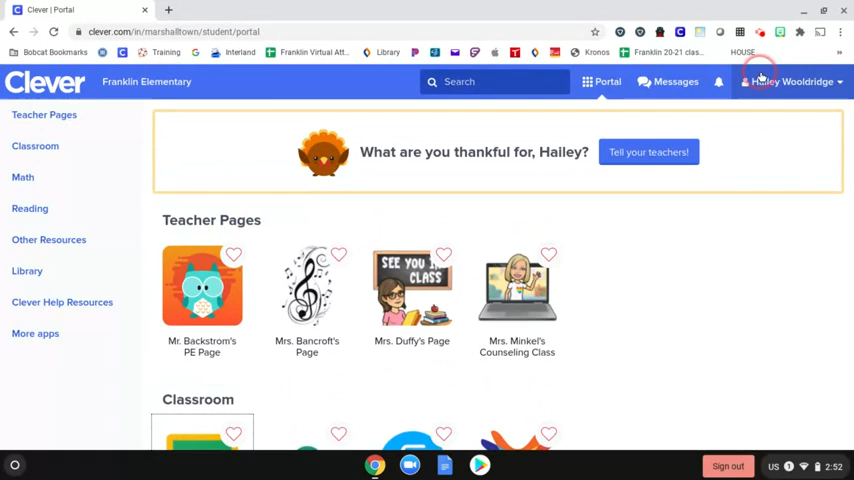 Clever | Portal
clever.com/in/marshalltown/student/portal
Bobcat Bookmarks
Training
Interland
Franklin Virtual Att...
Library
Kronos
Franklin 20-21 clas...
HOUSE
Clever
Franklin Elementary
Search
Portal
Messages
Hailey Wooldridge
Teacher Pages
Classroom
Math
Reading
Other Resources
Library
Clever Help Resources
More apps
What are you thankful for, Hailey?
Tell your teachers!
Teacher Pages
SEE YOU IN
CLASS
Mr. Backstrom's
PE Page
Mrs. Bancroft's
Page
Mrs. Duffy's Page
Mrs. Minkel's
Counseling Class
Classroom
Sign out
US
1
2:52